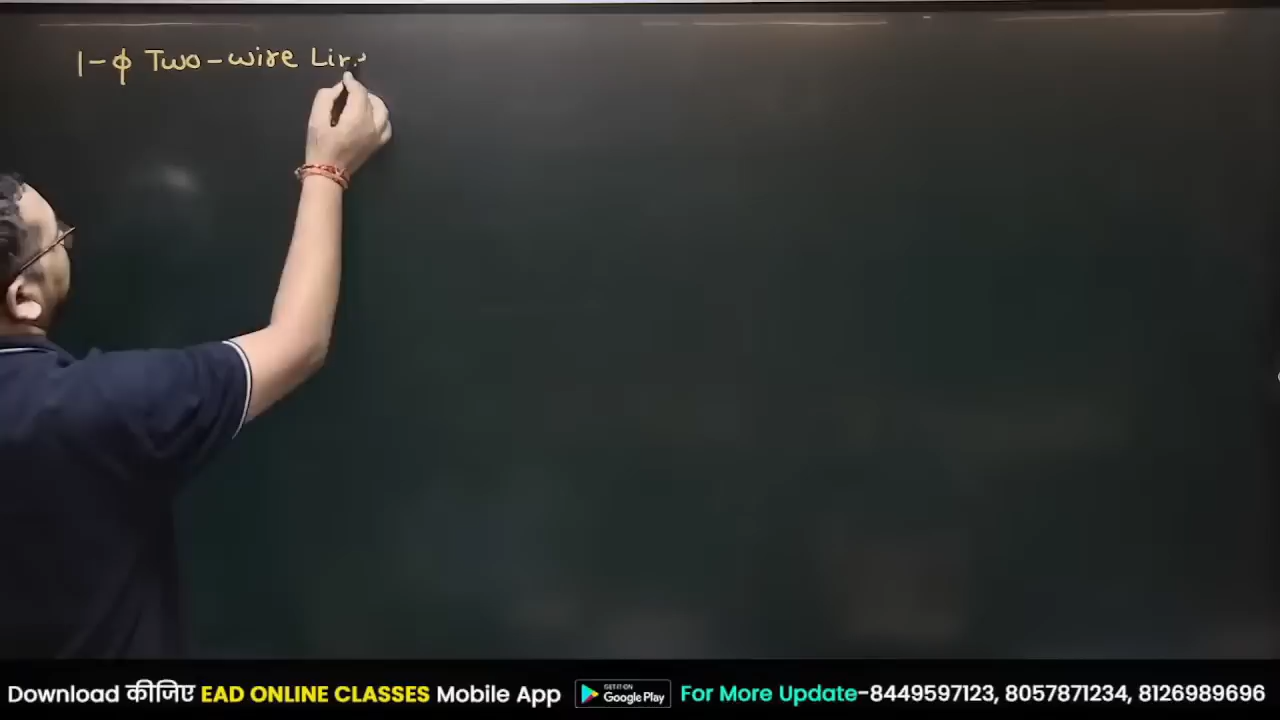 1-ϕ Two-wire Line
Download कीजिए EAD ONLINE CLASSES Mobile App GET IT ON Google Play For More Update-8449597123, 8057871234, 8126989696